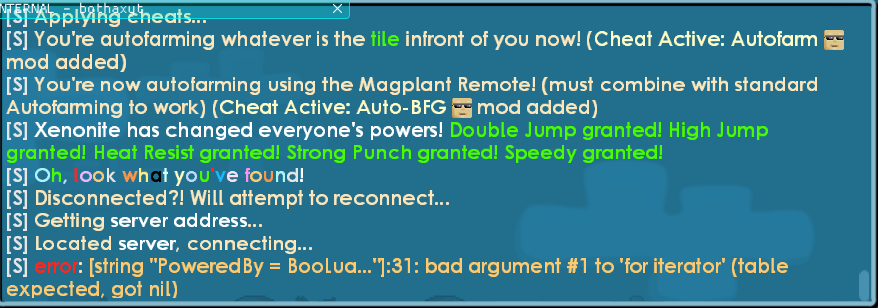 NTERNAL - bothaxut
[S] Applying cheats...
[S] You're autofarming whatever is the tile infront of you now! (Cheat Active: Autofarm
mod added)
[S] You're now autofarming using the Magplant Remote! (must combine with standard
Autofarming to work) (Cheat Active: Auto-BFG mod added)
[S] Xenonite has changed everyone's powers! Double Jump granted! High Jump
granted! Heat Resist granted! Strong Punch granted! Speedy granted!
[S] Oh, look what you've found!
[S] Disconnected?! Will attempt to reconnect...
[S] Getting server address...
[S] Located server, connecting...
[S] error: [string "PoweredBy = BooLua..."]:31: bad argument #1 to 'for iterator' (table
expected, got nil)